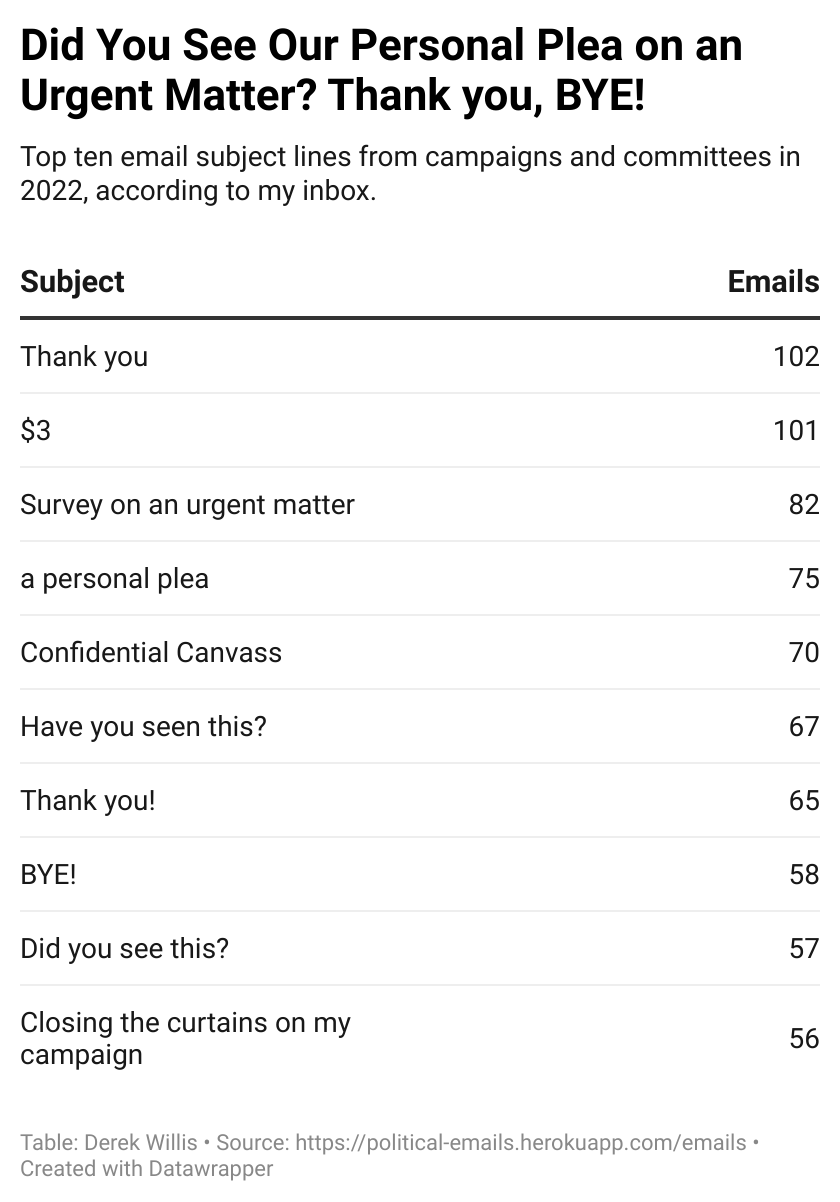 Did You See Our Personal Plea on an
Urgent Matter? Thank you, BYE!
Top ten email subject lines from campaigns and committees in
2022, according to my inbox.
Subject Emails
Thank you 102
$3 101
Survey on an urgent matter 82
a personal plea 75
Confidential Canvass 70
Have you seen this? 67
Thank you! 65
BYE! 58
Did you see this? 57
Closing the curtains on my
campaign 56
Table: Derek Willis • Source: https://political-emails.herokuapp.com/emails •
Created with Datawrapper